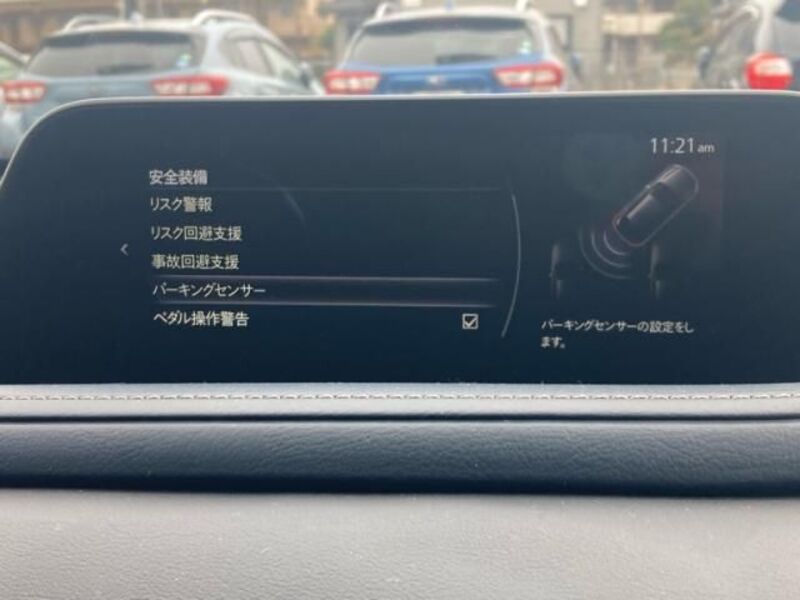 11:21 am
安全装備
リスク警報
リスク回避支援
事故回避支援
パーキングセンサー
ペダル操作警告
パーキングセンサーの設定をし
ます。